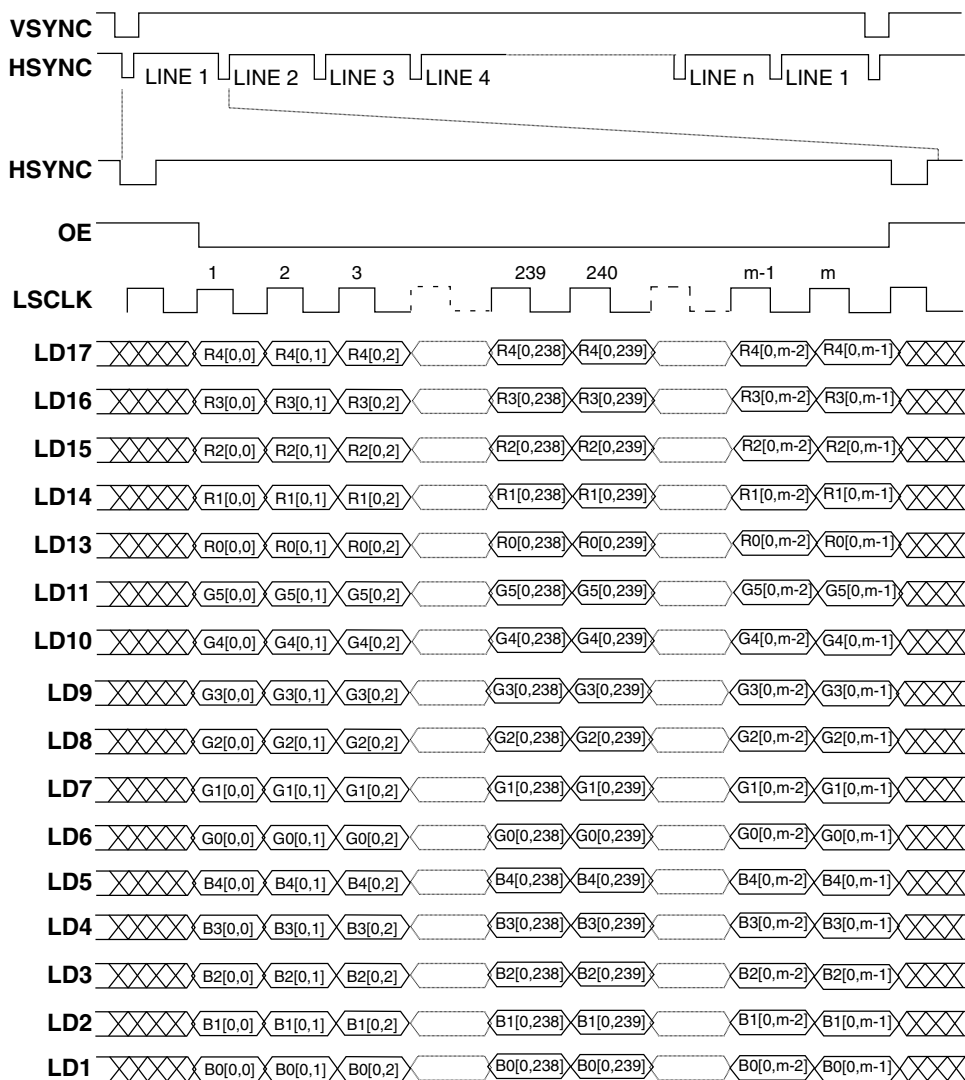 VSYNC
HSYNC LINE 1 LINE 2 LINE 3 LINE 4 LINE n LINE 1
HSYNC
OE
1 2 3 239 240 m-1 m
LSCLK
LD17 R4[0,0] R4[0,1] R4[0,2] R4[0,238] R4[0,239] R4[0,m-2] R4[0,m-1]
LD16 R3[0,0] R3[0,1] R3[0,2] R3[0,238] R3[0,239] R3[0,m-2] R3[0,m-1]
LD15 R2[0,0] R2[0,1] R2[0,2] R2[0,238] R2[0,239] R2[0,m-2] R2[0,m-1]
LD14 R1[0,0] R1[0,1] R1[0,2] R1[0,238] R1[0,239] R1[0,m-2] R1[0,m-1]
LD13 R0[0,0] R0[0,1] R0[0,2] R0[0,238] R0[0,239] R0[0,m-2] R0[0,m-1]
LD11 G5[0,0] G5[0,1] G5[0,2] G5[0,238] G5[0,239] G5[0,m-2] G5[0,m-1]
LD10 G4[0,0] G4[0,1] G4[0,2] G4[0,238] G4[0,239] G4[0,m-2] G4[0,m-1]
LD9 G3[0,0] G3[0,1] G3[0,2] G3[0,238] G3[0,239] G3[0,m-2] G3[0,m-1]
LD8 G2[0,0] G2[0,1] G2[0,2] G2[0,238] G2[0,239] G2[0,m-2] G2[0,m-1]
LD7 G1[0,0] G1[0,1] G1[0,2] G1[0,238] G1[0,239] G1[0,m-2] G1[0,m-1]
LD6 G0[0,0] G0[0,1] G0[0,2] G0[0,238] G0[0,239] G0[0,m-2] G0[0,m-1]
LD5 B4[0,0] B4[0,1] B4[0,2] B4[0,238] B4[0,239] B4[0,m-2] B4[0,m-1]
LD4 B3[0,0] B3[0,1] B3[0,2] B3[0,238] B3[0,239] B3[0,m-2] B3[0,m-1]
LD3 B2[0,0] B2[0,1] B2[0,2] B2[0,238] B2[0,239] B2[0,m-2] B2[0,m-1]
LD2 B1[0,0] B1[0,1] B1[0,2] B1[0,238] B1[0,239] B1[0,m-2] B1[0,m-1]
LD1 B0[0,0] B0[0,1] B0[0,2] B0[0,238] B0[0,239] B0[0,m-2] B0[0,m-1]